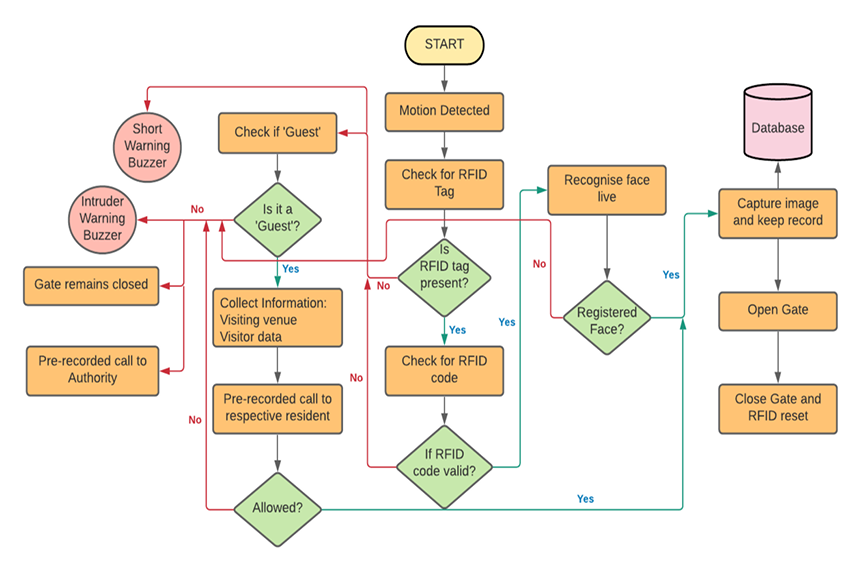 START
Motion Detected
Check for RFID
Tag
Is
RFID tag
present?
No
Yes
Check for RFID
code
If RFID
code valid?
No
Yes
Short
Warning
Buzzer
Check if 'Guest'
Intruder
Warning
Buzzer
No
Is it a
'Guest'?
Yes
Gate remains closed
Pre-recorded call to
Authority
Collect Information:
Visiting venue
Visitor data
Pre-recorded call to
respective resident
No
Allowed?
Yes
Recognise face
live
No
Registered
Face?
Yes
Database
Capture image
and keep record
Open Gate
Close Gate and
RFID reset